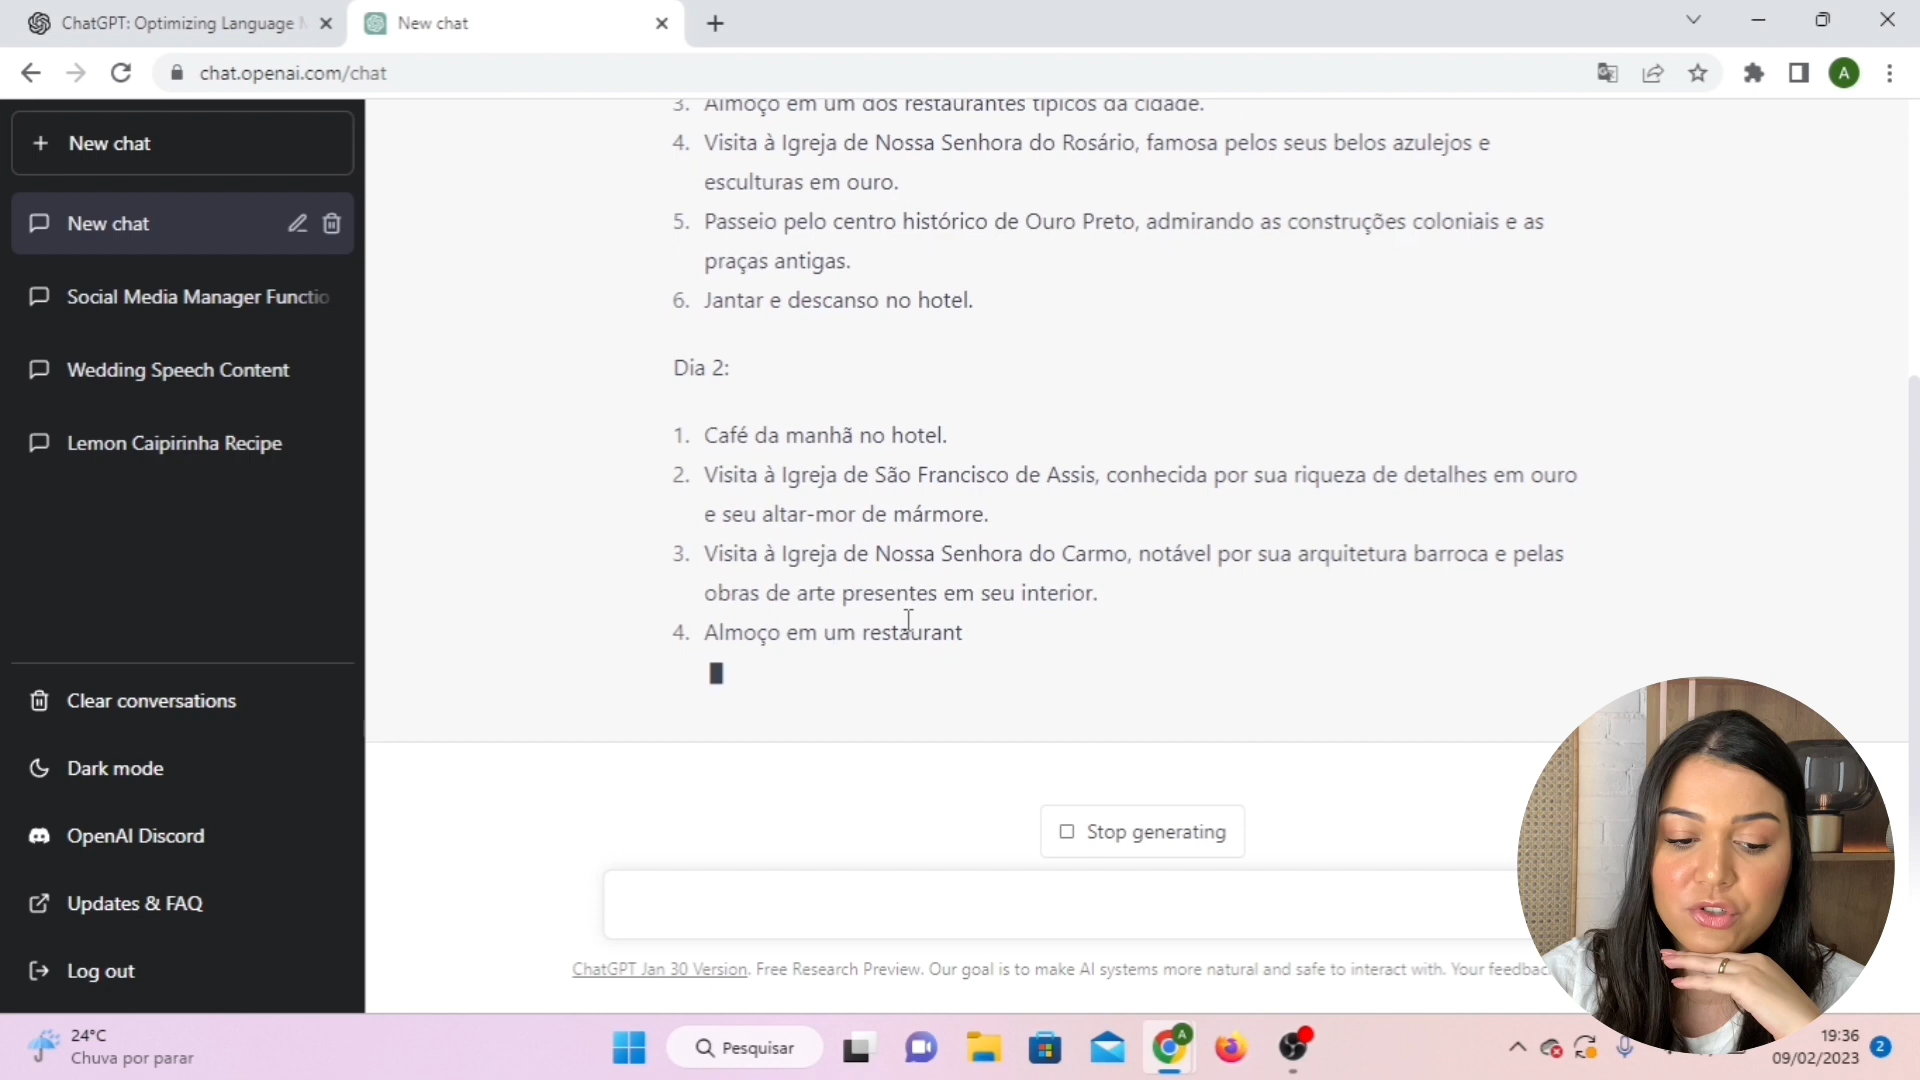 ChatGPT: Optimizing Language
New chat
chat.openai.com/chat
A
New chat
New chat
Social Media Manager Functio
Wedding Speech Content
Lemon Caipirinha Recipe
Clear conversations
Dark mode
OpenAI Discord
Updates & FAQ
Log out
3. Almoço em um dos restaurantes típicos da cidade.
4. Visita à Igreja de Nossa Senhora do Rosário, famosa pelos seus belos azulejos e
esculturas em ouro.
5. Passeio pelo centro histórico de Ouro Preto, admirando as construções coloniais e as
praças antigas.
6. Jantar e descanso no hotel.
Dia 2:
1. Café da manhã no hotel.
2. Visita à Igreja de São Francisco de Assis, conhecida por sua riqueza de detalhes em ouro
e seu altar-mor de mármore.
3. Visita à Igreja de Nossa Senhora do Carmo, notável por sua arquitetura barroca e pelas
obras de arte presentes em seu interior.
4. Almoço em um restaurant
Stop generating
ChatGPT Jan 30 Version. Free Research Preview. Our goal is to make AI systems more natural and safe to interact with. Your
24°C
Chuva por parar
Pesquisar
A
19:36
09/02/2023
2